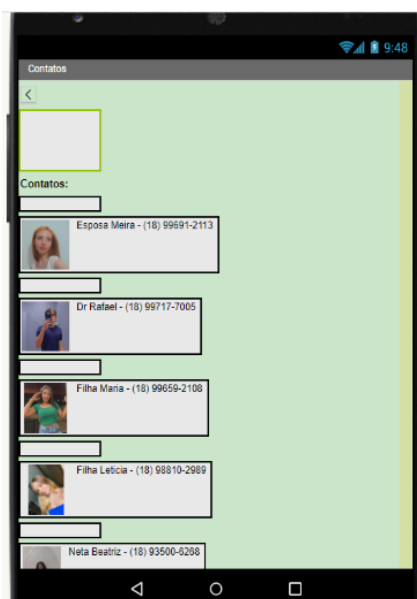 9:48
Contatos
Contatos:
Esposa Meira - (18) 99691-2113
Dr Rafael - (18) 99717-7005
Filha Maria - (18) 99659-2108
Filha Leticia - (18) 98810-2989
Neta Beatriz - (18) 93500-6268